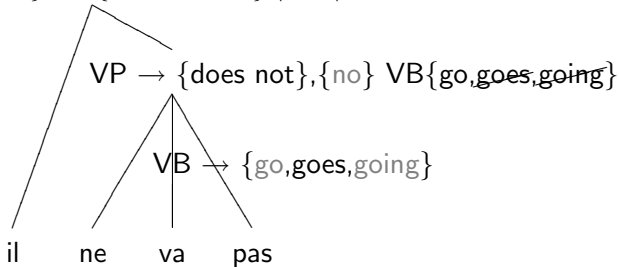 VP → {does not},{no} VB{go,goes,going}
VB → {go,goes,going}
il ne va pas